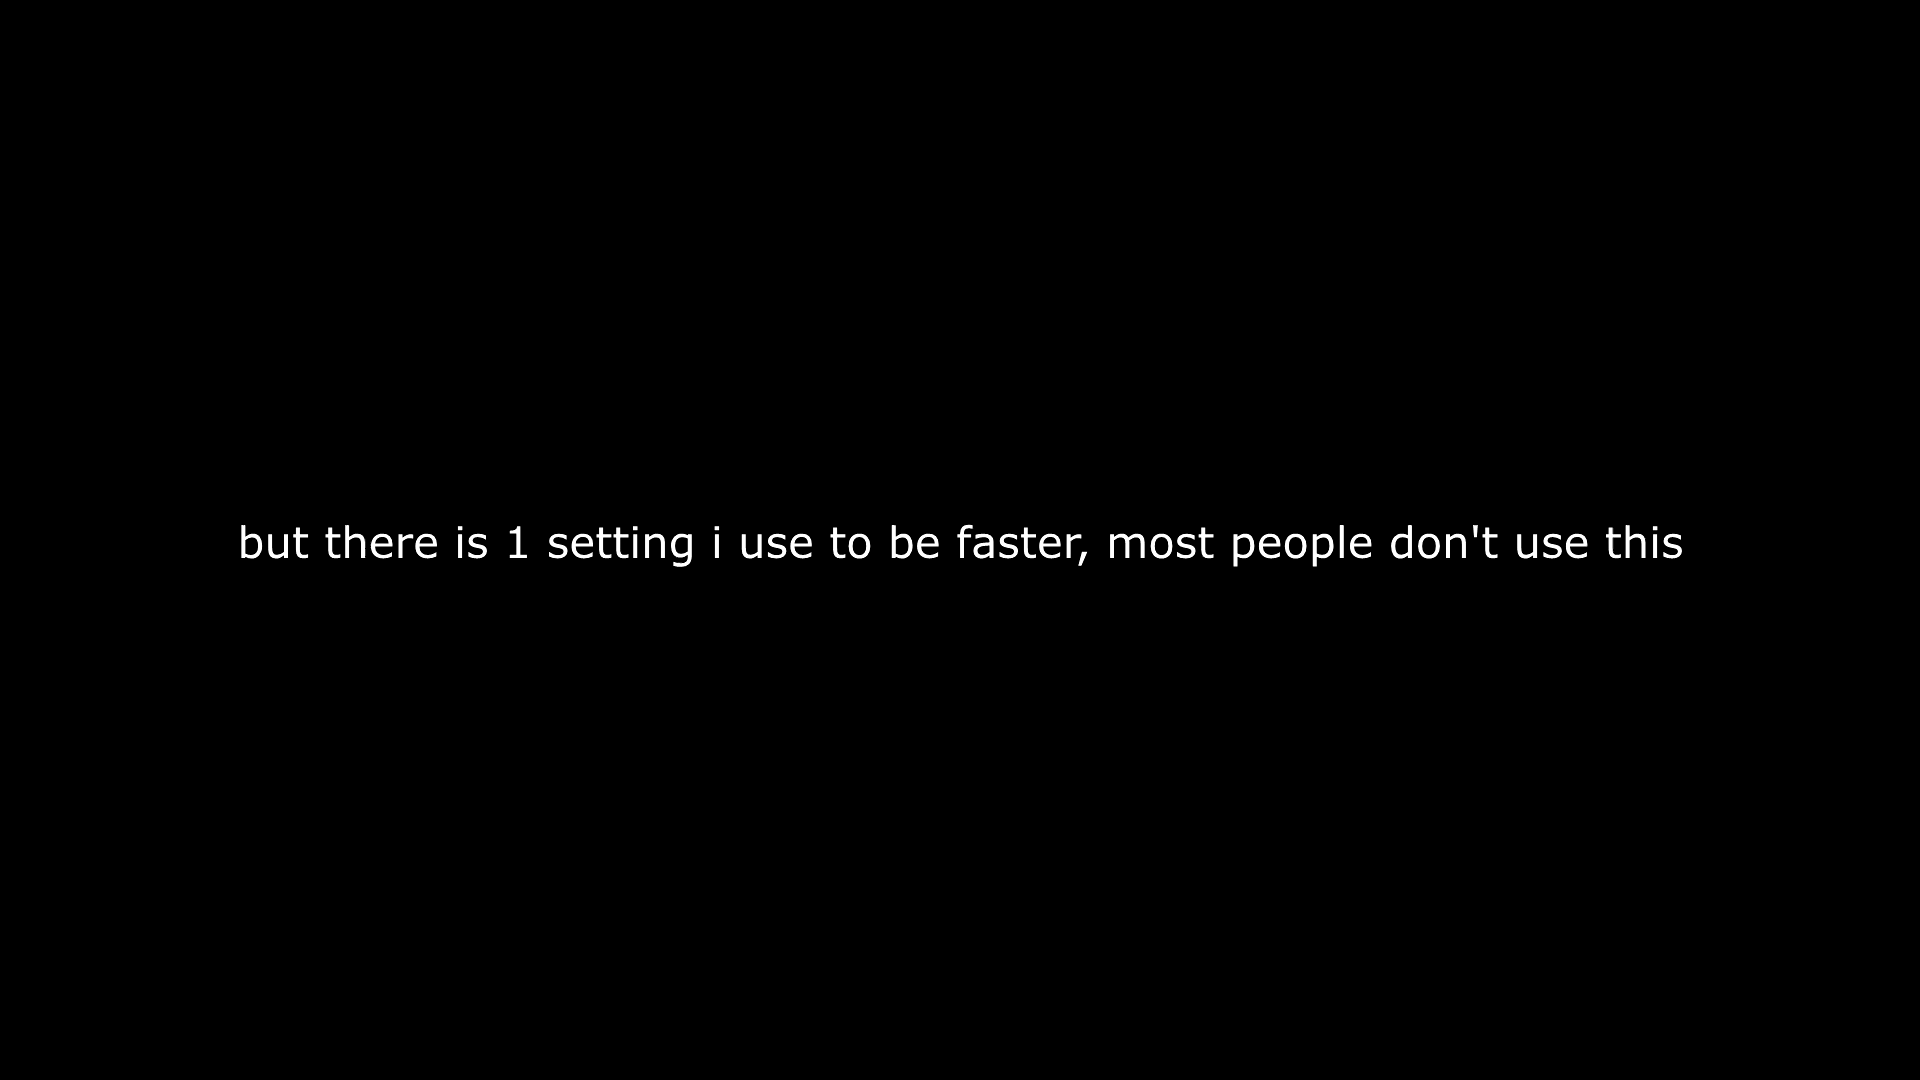 but there is 1 setting i use to be faster, most people don't use this